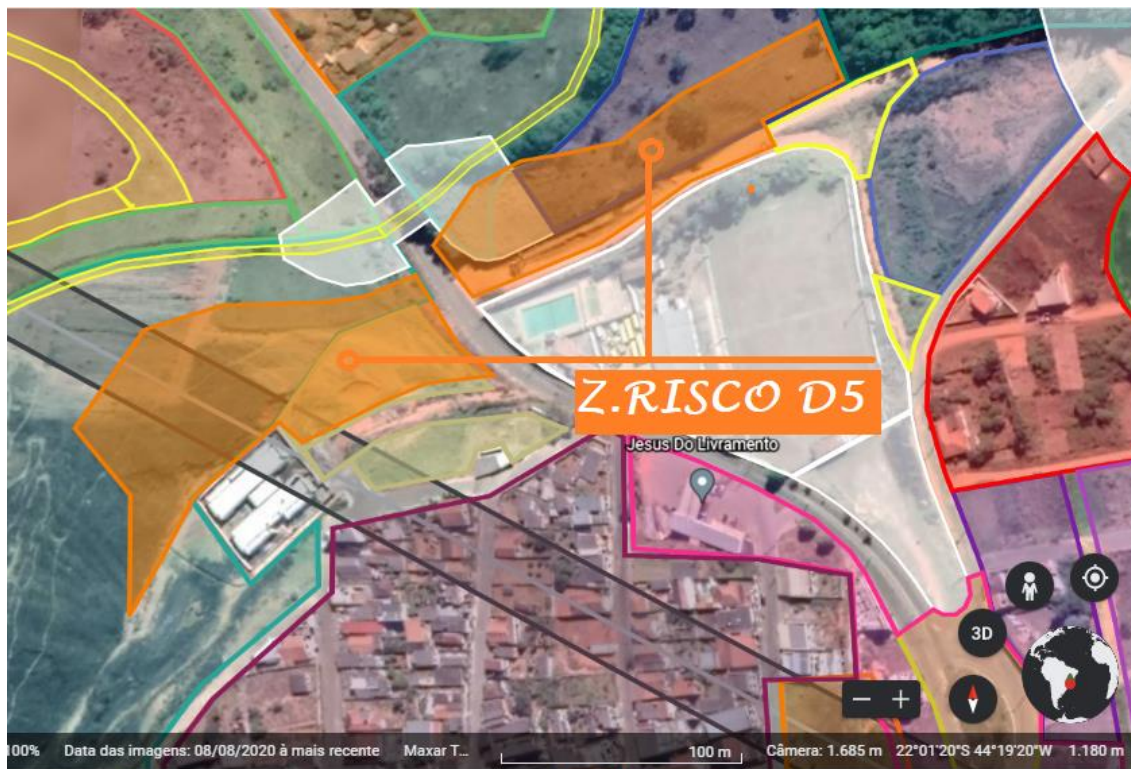 Z.RISCO D5
Jesus Do Livramento
3D
100%
Data das imagens: 08/08/2020 à mais recente
Maxar T...
100 m
Câmera: 1.685 m
22°01'20"S 44°19'20"W
1.180 m